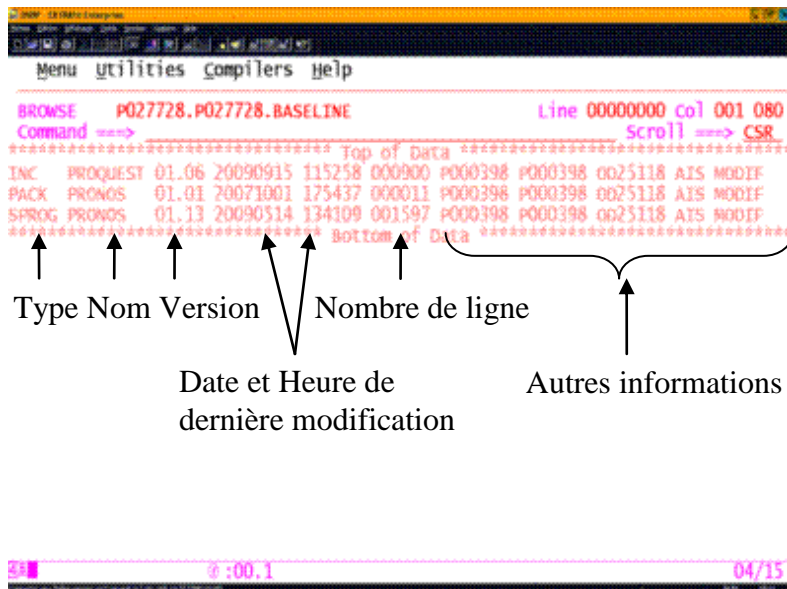 Menu Utilities Compilers Help
BROWSE P027728.P027728.BASELINE Line 00000000 Col 001 080
Command ===> Scroll ===> CSR
******************************** Top of Data *********************************
INC PROQUEST 01.06 20090915 115258 000900 P000398 P000398 OD25118 AIS MODIF
PACK PRONOS 01.01 20071001 175437 000011 P000398 P000398 OD25118 AIS MODIF
SPROG PRONOS 01.13 20090514 134109 001597 P000398 P000398 OD25118 AIS MODIF
******************************* Bottom of Data *******************************
Type Nom Version Nombre de ligne
Date et Heure de
dernière modification
Autres informations
:00.1 04/15